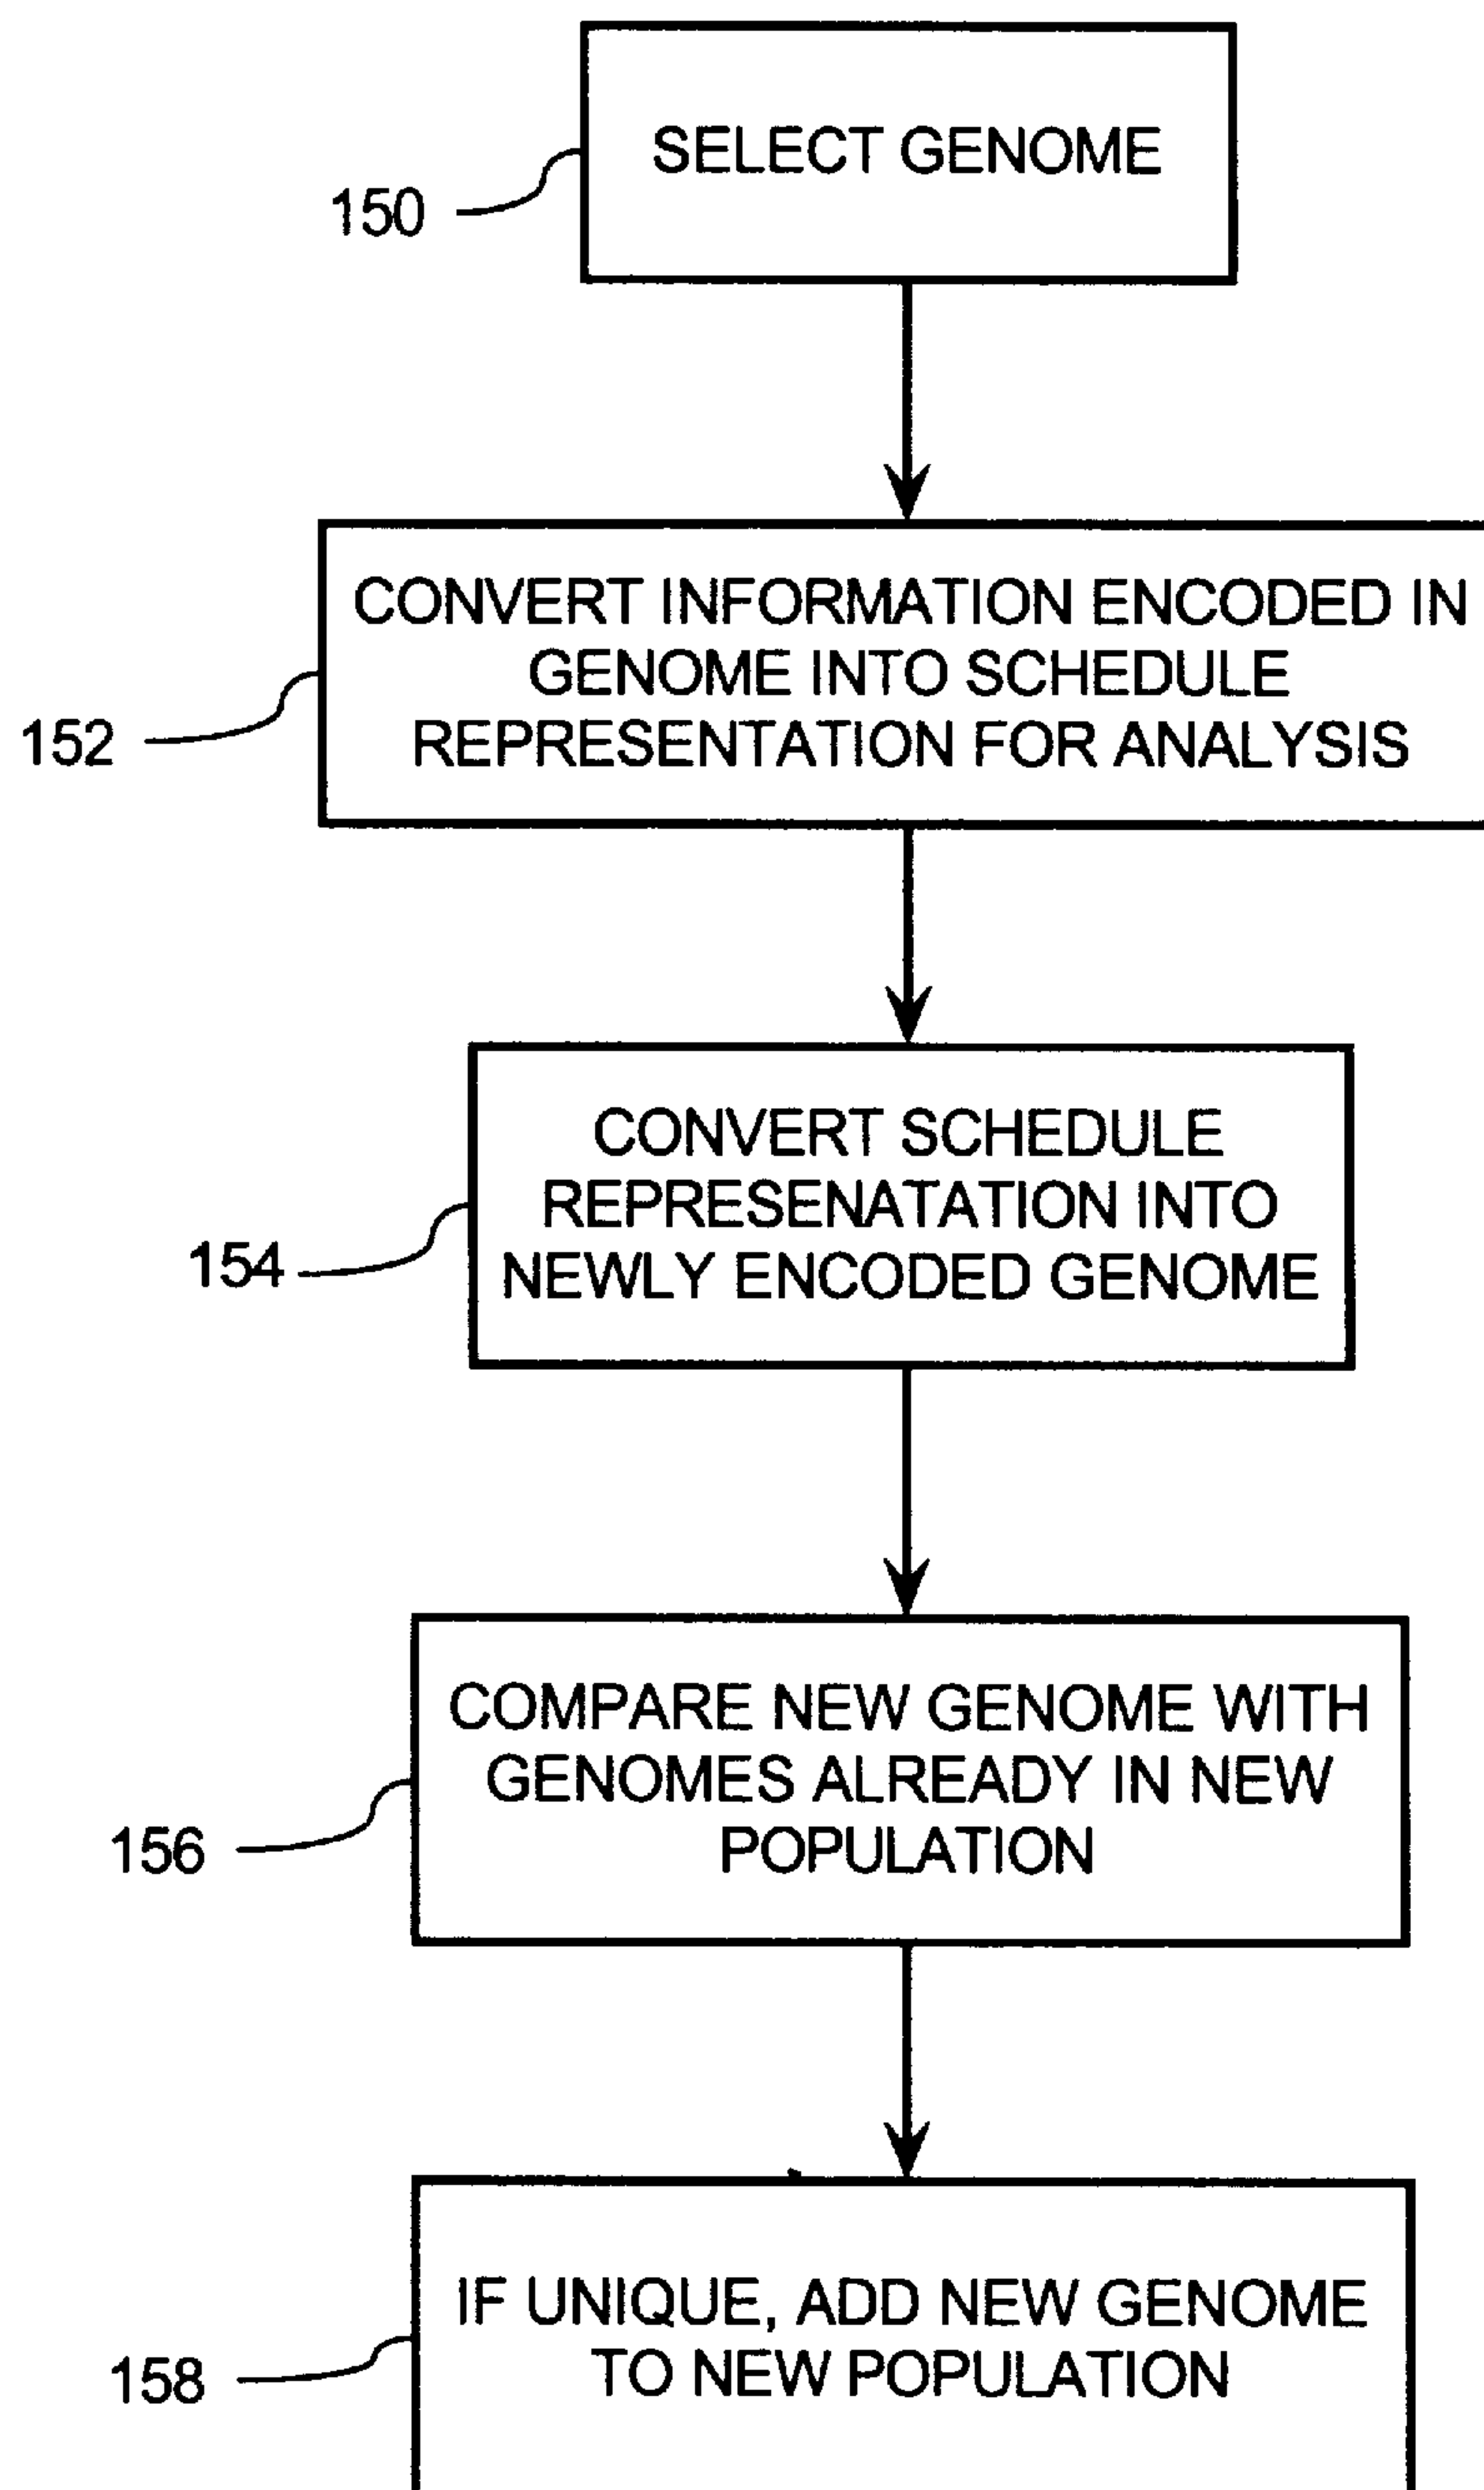 SELECT GENOME
150
CONVERT INFORMATION ENCODED IN
GENOME INTO SCHEDULE
REPRESENTATION FOR ANALYSIS
152
CONVERT SCHEDULE
REPRESENATATION INTO
NEWLY ENCODED GENOME
154
COMPARE NEW GENOME WITH
GENOMES ALREADY IN NEW
POPULATION
156
IF UNIQUE, ADD NEW GENOME
TO NEW POPULATION
158